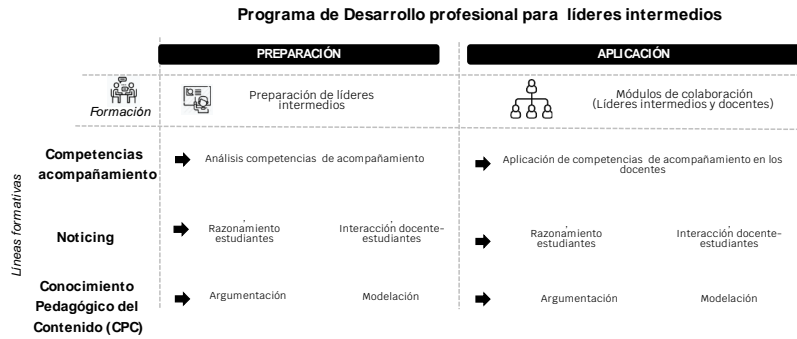 Programa de Desarrollo profesional para líderes intermedios
PREPARACIÓN
APLICACIÓN
Formación
Preparación de líderes
intermedios
Módulos de colaboración
(Líderes intermedios y docentes)
Líneas formativas
Competencias
acompañamiento
Análisis competencias de acompañamiento
Aplicación de competencias de acompañamiento en los
docentes
Noticing
Razonamiento
estudiantes
Interacción docente-
estudiantes
Razonamiento
estudiantes
Interacción docente-
estudiantes
Conocimiento
Pedagógico del
Contenido (CPC)
Argumentación
Modelación
Argumentación
Modelación